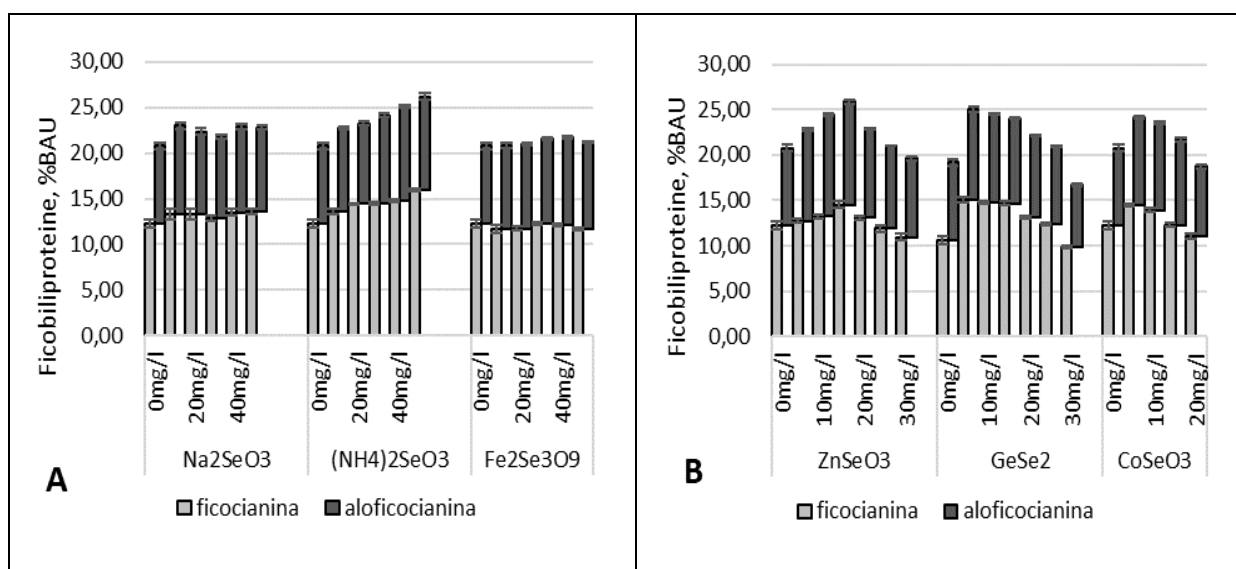 Ficobiliproteine, %BAU
30,00
25,00
20,00
15,00
10,00
5,00
0,00
0mg/l
20mg/l
40mg/l
0mg/l
20mg/l
40mg/l
0mg/l
20mg/l
40mg/l
Na2SeO3 (NH4)2SeO3 Fe2Se3O9
A
ficocianina aloficocianina
Ficobiliproteine, %BAU
30,00
25,00
20,00
15,00
10,00
5,00
0,00
0mg/l
10mg/l
20mg/l
30mg/l
0mg/l
10mg/l
20mg/l
30mg/l
0mg/l
10mg/l
20mg/l
ZnSeO3 GeSe2 CoSeO3
B
ficocianina aloficocianina